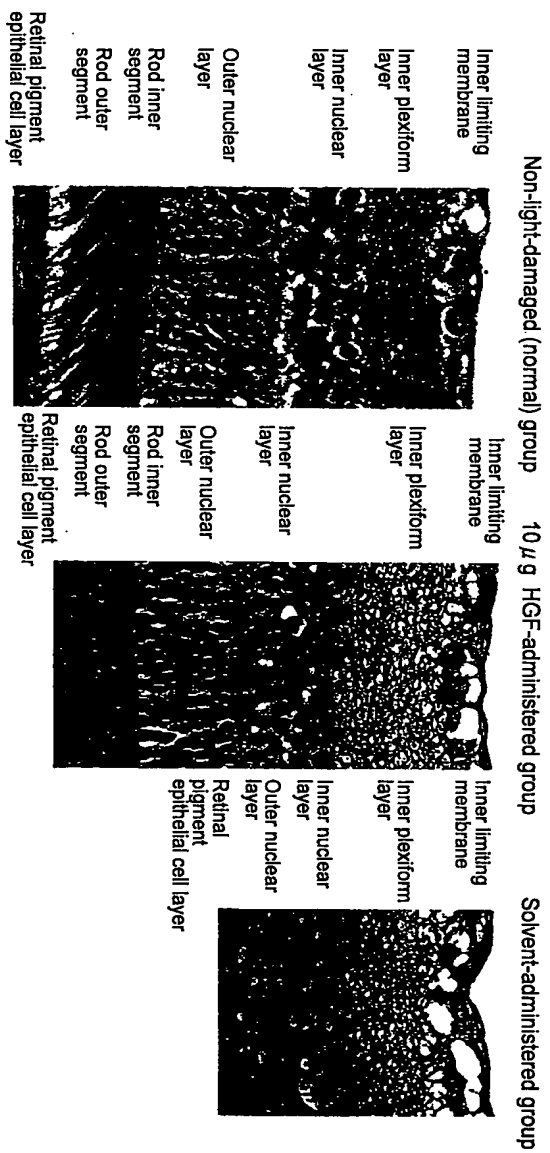 Non-light-damaged (normal) group
10 μg HGF-administered group
Solvent-administered group
Inner limiting
membrane
Inner plexiform
layer
Inner nuclear
layer
Outer nuclear
layer
Rod inner
segment
Rod outer
segment
Retinal pigment
epithelial cell layer
Inner limiting
membrane
Inner plexiform
layer
Inner nuclear
layer
Outer nuclear
layer
Rod inner
segment
Rod outer
segment
Retinal pigment
epithelial cell layer
Inner limiting
membrane
Inner plexiform
layer
Inner nuclear
layer
Outer nuclear
layer
Retinal
pigment
epithelial cell layer